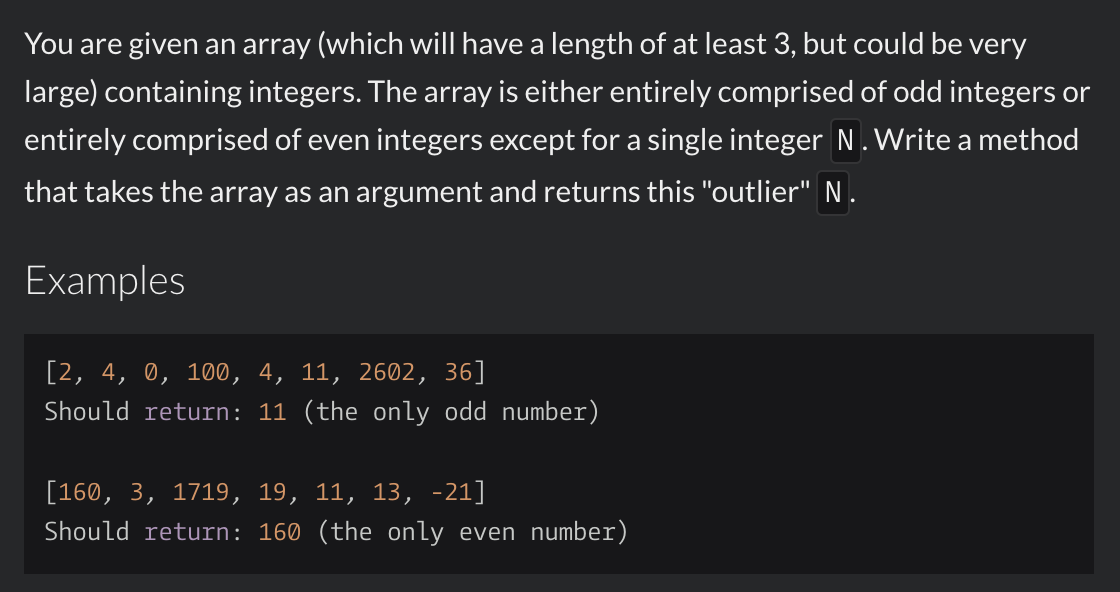 You are given an array (which will have a length of at least 3, but could be very
large) containing integers. The array is either entirely comprised of odd integers or
entirely comprised of even integers except for a single integer N. Write a method
that takes the array as an argument and returns this "outlier" N.
Examples
[2, 4, 0, 100, 4, 11, 2602, 36]
Should return: 11 (the only odd number)
[160, 3, 1719, 19, 11, 13, -21]
Should return: 160 (the only even number)